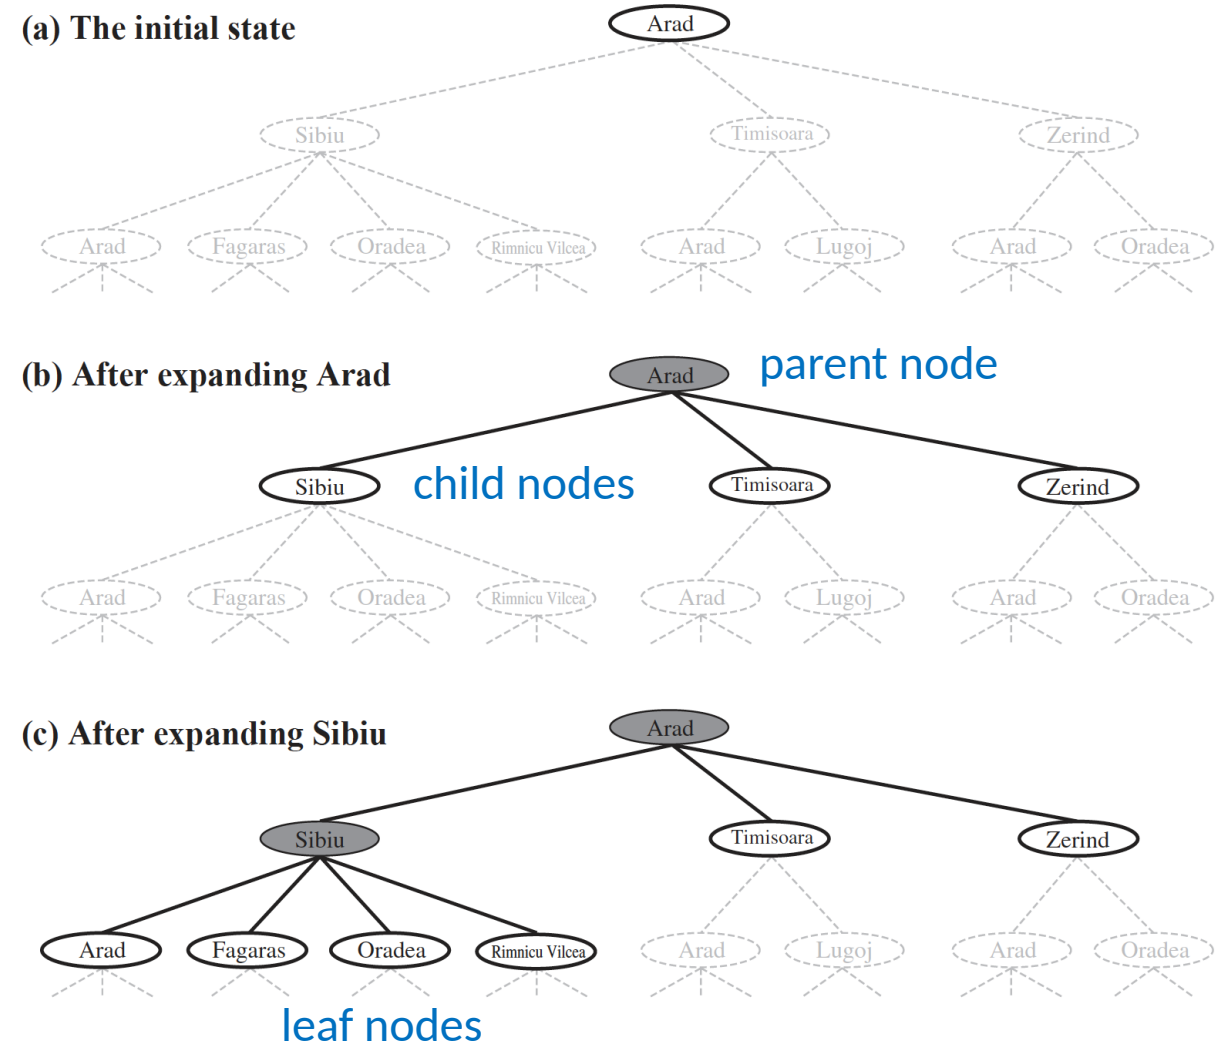 (a) The initial state
Arad
Sibiu
Timisoara
Zerind
Arad
Fagaras
Oradea
Rimnicu Vilcea
Arad
Lugoj
Arad
Oradea
(b) After expanding Arad
Arad
parent node
Sibiu
child nodes
Timisoara
Zerind
Arad
Fagaras
Oradea
Rimnicu Vilcea
Arad
Lugoj
Arad
Oradea
(c) After expanding Sibiu
Arad
Sibiu
Timisoara
Zerind
Arad
Fagaras
Oradea
Rimnicu Vilcea
Arad
Lugoj
Arad
Oradea
leaf nodes